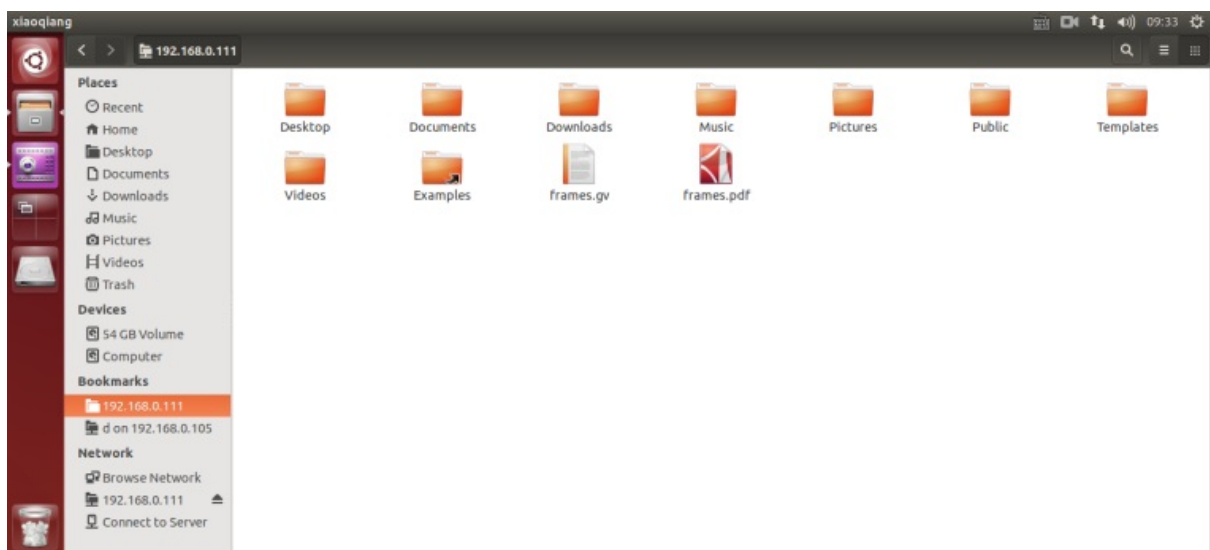 xiaoqiang 09:33
192.168.0.111
Places
Recent
Home
Desktop
Documents
Downloads
Music
Pictures
Videos
Trash
Devices
54 GB Volume
Computer
Bookmarks
192.168.0.111
d on 192.168.0.105
Network
Browse Network
192.168.0.111
Connect to Server
Desktop Documents Downloads Music Pictures Public Templates
Videos Examples frames.gv frames.pdf